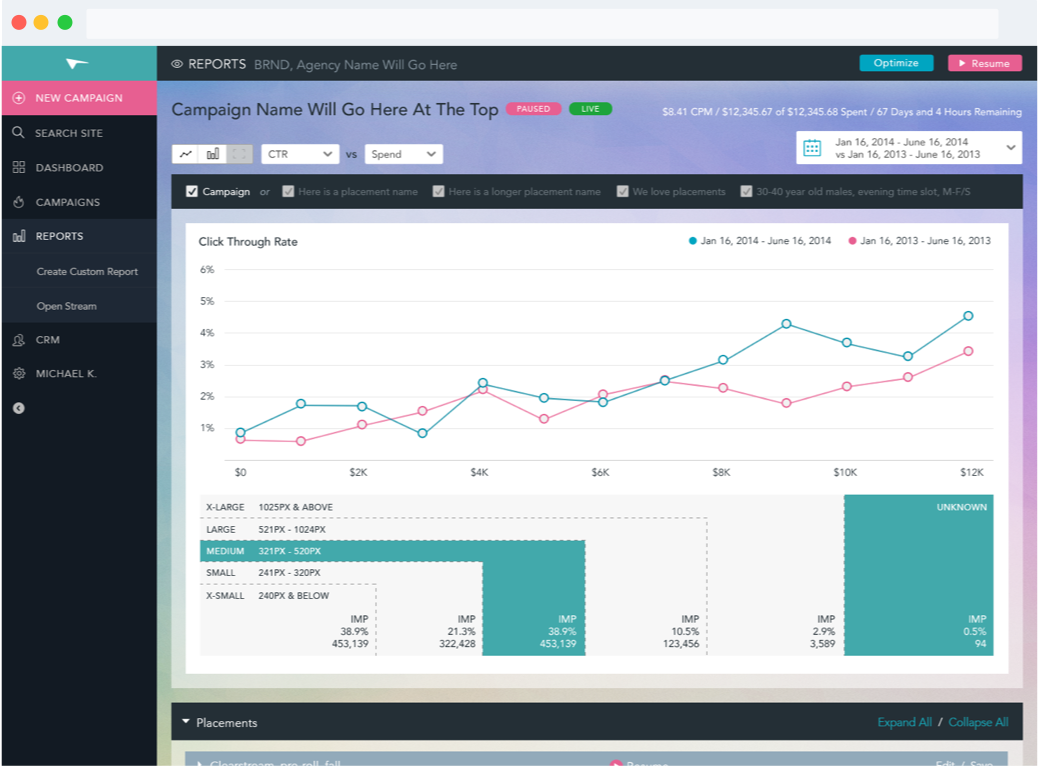 REPORTS BRND, Agency Name Will Go Here Optimize Resume
NEW CAMPAIGN
SEARCH SITE
DASHBOARD
CAMPAIGNS
REPORTS
Create Custom Report
Open Stream
CRM
MICHAEL K.
Campaign Name Will Go Here At The Top PAUSED LIVE
$8.41 CPM / $12,345.67 of $12,345.68 Spent / 67 Days and 4 Hours Remaining
CTR vs Spend
Jan 16, 2014 - June 16, 2014
vs Jan 16, 2013 - June 16, 2013
Campaign or Here is a placement name Here is a longer placement name We love placements 30-40 year old males, evening time slot, M-F/S
Click Through Rate Jan 16, 2014 - June 16, 2014 Jan 16, 2013 - June 16, 2013
6%
5%
4%
3%
2%
1%
$0 $2K $4K $6K $8K $10K $12K
X-LARGE 1025PX & ABOVE UNKNOWN
LARGE 521PX - 1024PX
MEDIUM 321PX - 520PX
SMALL 241PX - 320PX
X-SMALL 240PX & BELOW
IMP IMP IMP IMP IMP IMP
38.9% 21.3% 38.9% 10.5% 2.9% 0.5%
453,139 322,428 453,139 123,456 3,589 94
Placements Expand All / Collapse All
Clearstream_pre-roll_fall Resume Edit / Save